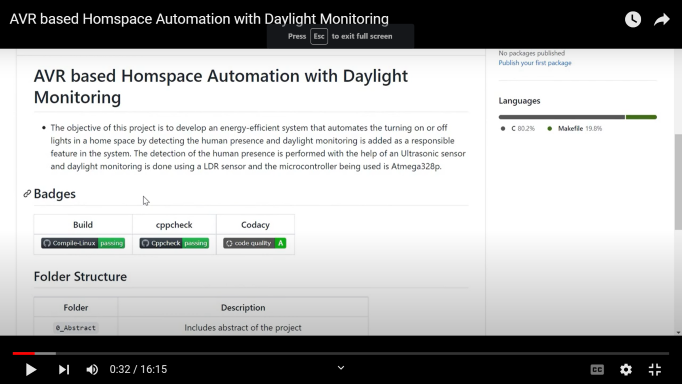 AVR based Homspace Automation with Daylight Monitoring
Press Esc to exit full screen
No packages published
Publish your first package
AVR based Homspace Automation with Daylight
Monitoring
Languages
C 80.2% Makefile 19.8%
• The objective of this project is to develop an energy-efficient system that automates the turning on or off
lights in a home space by detecting the human presence and daylight monitoring is added as a responsible
feature in the system. The detection of the human presence is performed with the help of an Ultrasonic sensor
and daylight monitoring is done using a LDR sensor and the microcontroller being used is Atmega328p.
Badges
Build cppcheck Codacy
Compile-Linux passing Cppcheck passing code quality A
Folder Structure
Folder Description
0_Abstract Includes abstract of the project
0:32 / 16:15
CC